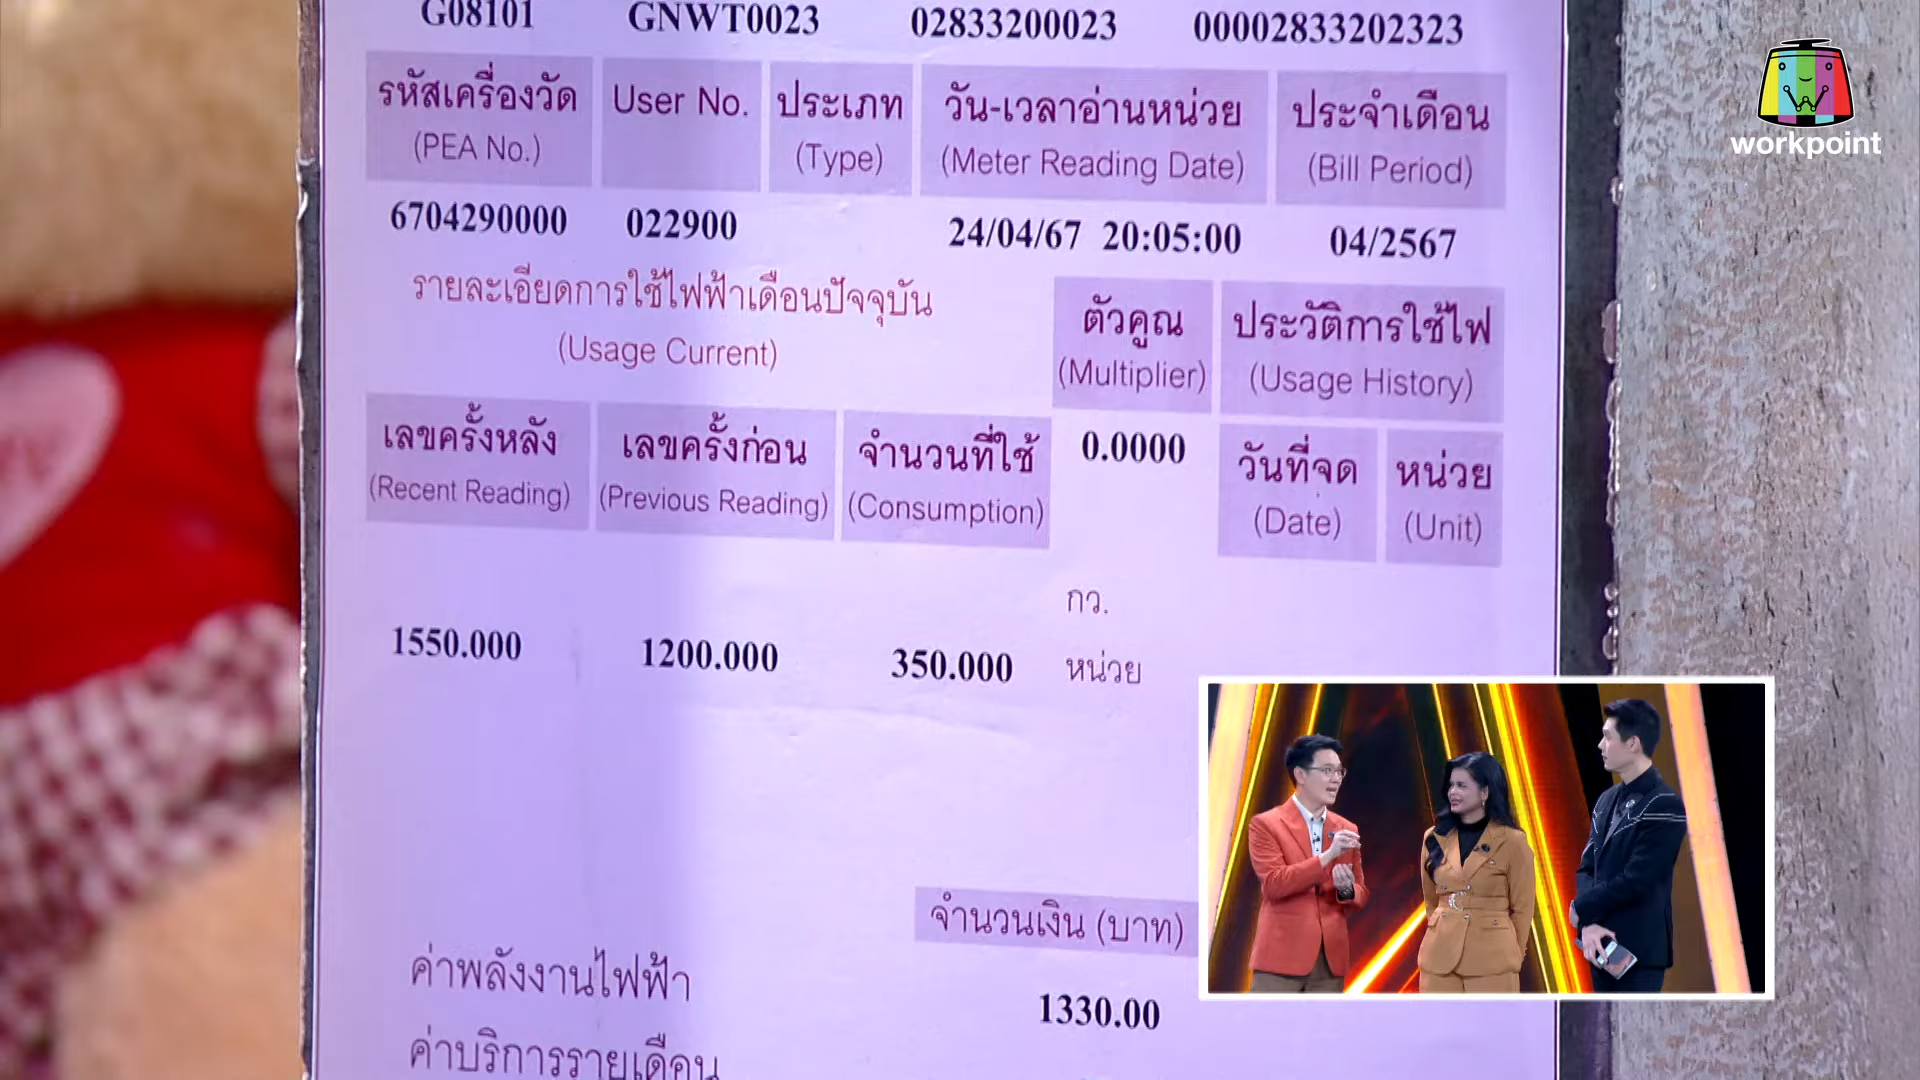 G08101 GNWT0023 02833200023 00002833202323
รหัสเครื่องวัด User No. ประเภท วัน-เวลาอ่านหน่วย ประจำเดือน
(PEA No.) (Type) (Meter Reading Date) (Bill Period)
6704290000 022900 24/04/67 20:05:00 04/2567
รายละเอียดการใช้ไฟฟ้าเดือนปัจจุบัน ตัวคูณ ประวัติการใช้ไฟ
(Usage Current) (Multiplier) (Usage History)
เลขครั้งหลัง เลขครั้งก่อน จำนวนที่ใช้ 0.0000 วันที่จด หน่วย
(Recent Reading) (Previous Reading) (Consumption) (Date) (Unit)
กว.
1550.000 1200.000 350.000 หน่วย
จำนวนเงิน (บาท)
ค่าพลังงานไฟฟ้า 1330.00
ค่าบริการรายเดือน
workpoint